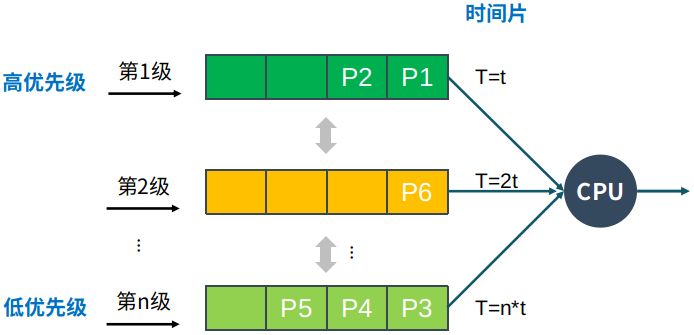 时间片
高优先级
第1级
P2 P1
T=t
第2级
P6
T=2t
CPU
⋮
⋮
低优先级
第n级
P5 P4 P3
T=n*t